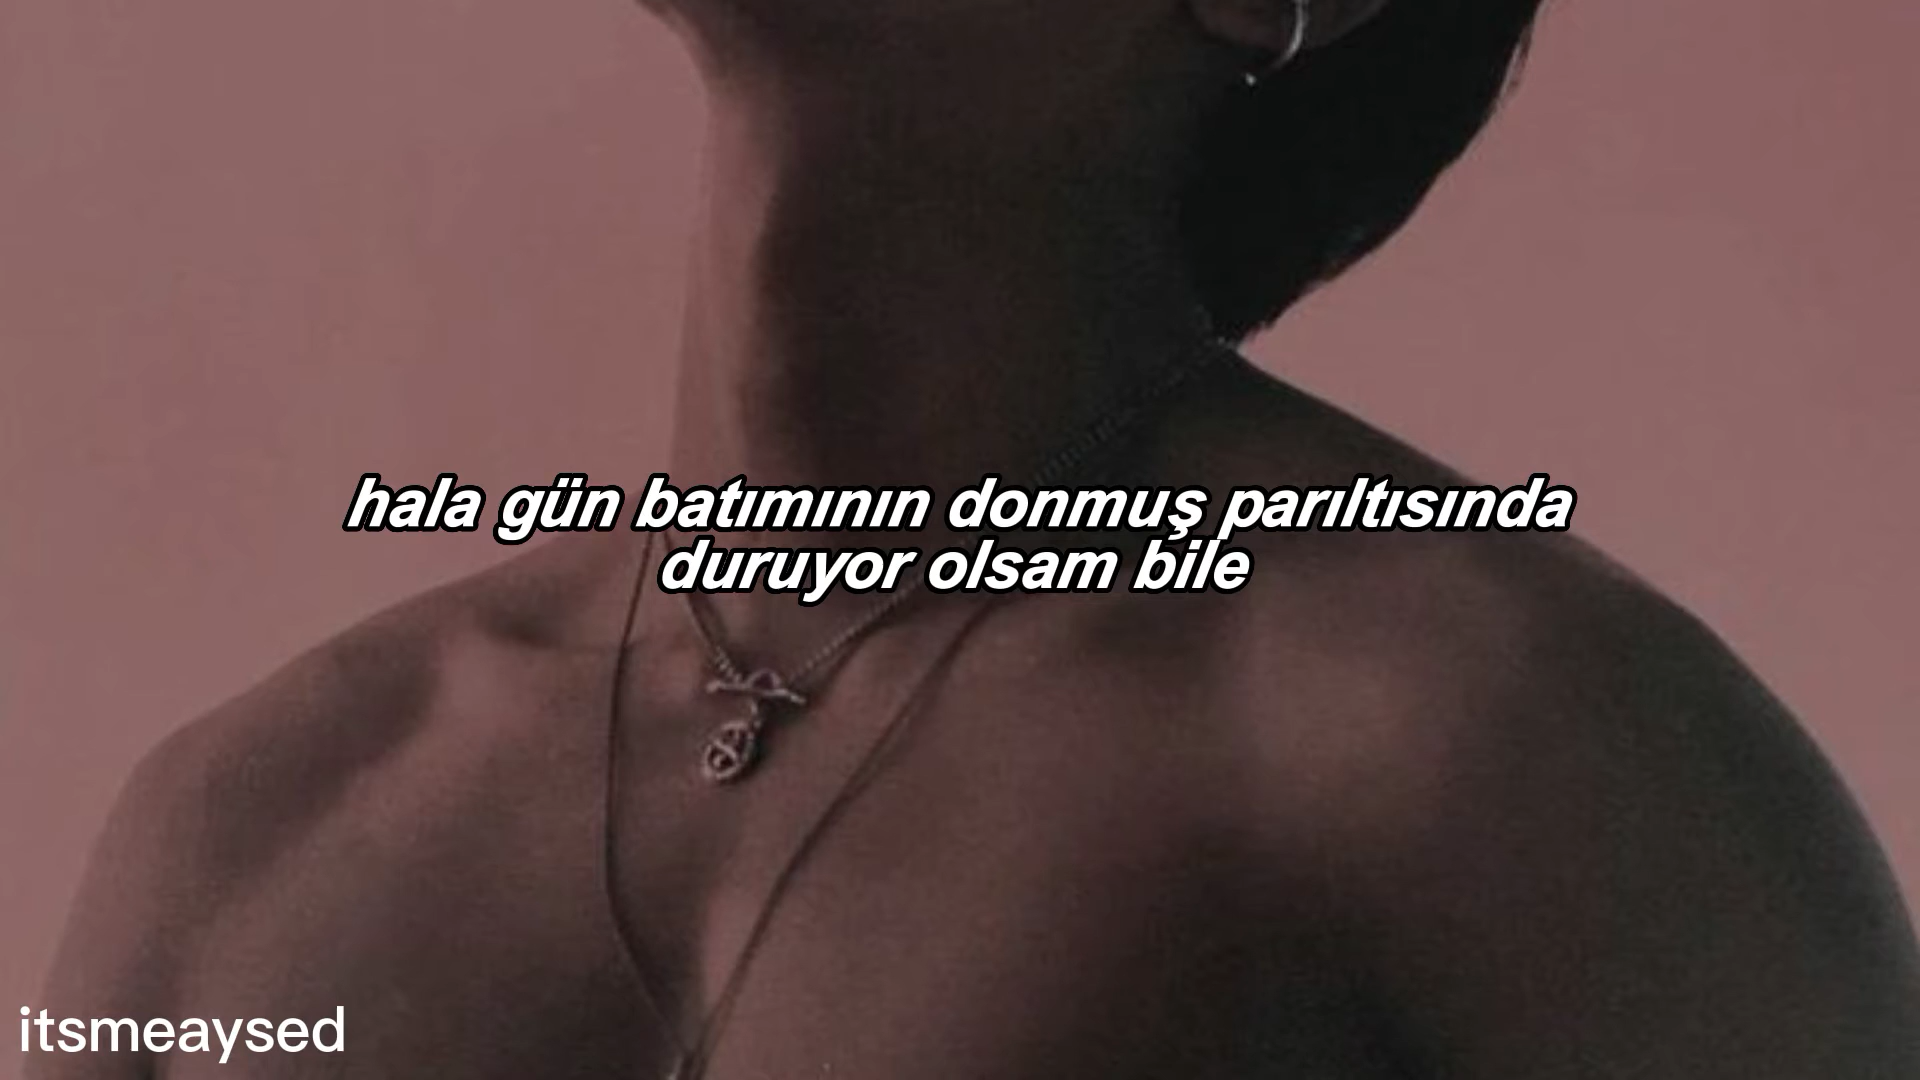 hala gün batımının donmuş parıltısında
duruyor olsam bile
itsmeaysed